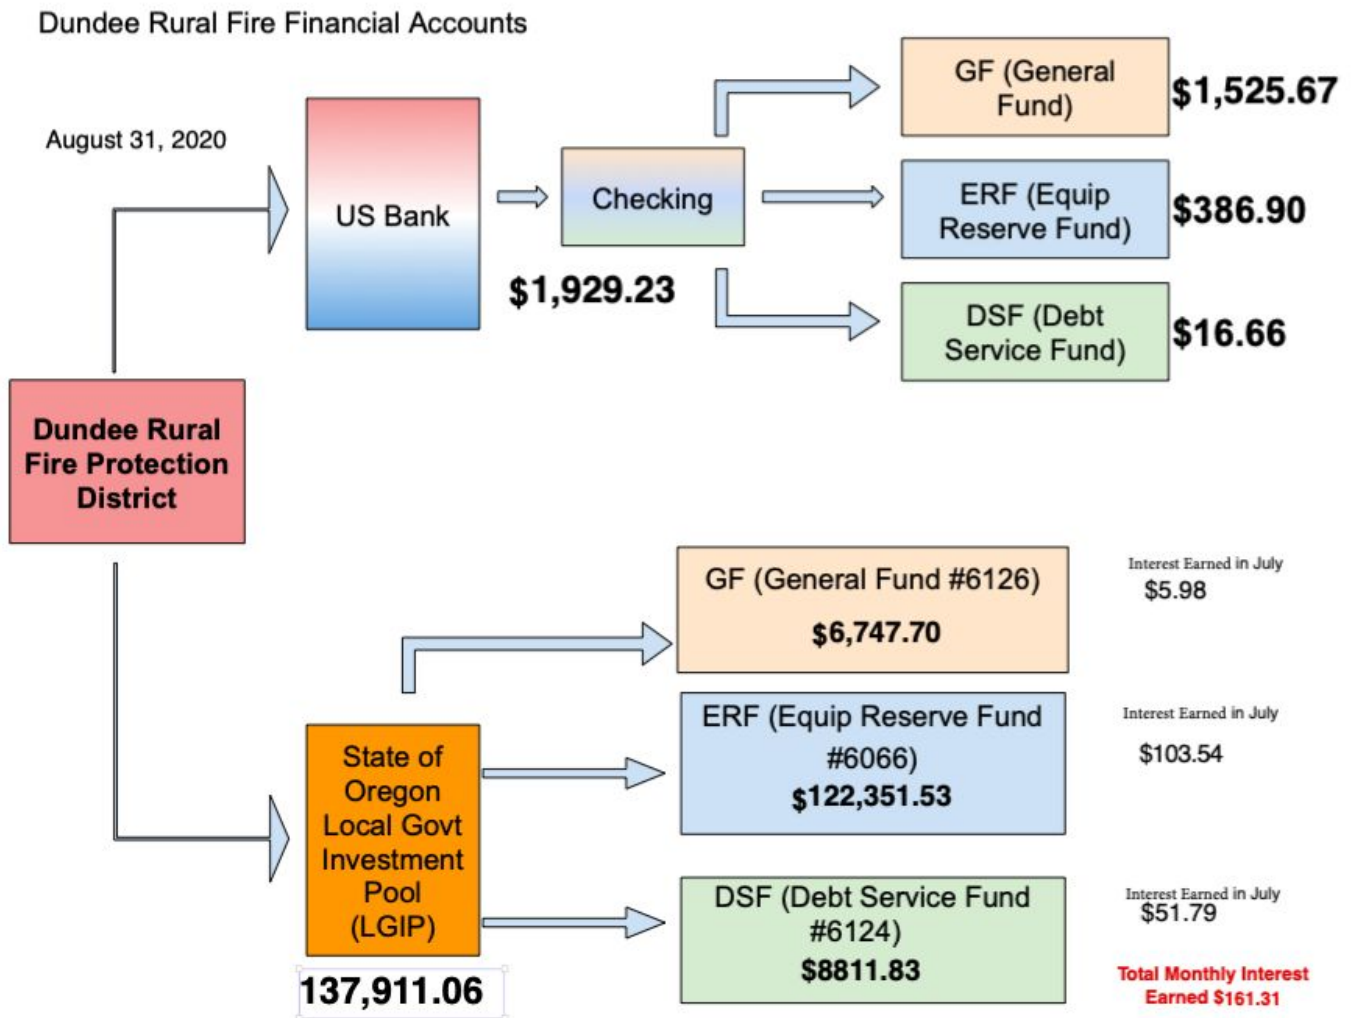 Dundee Rural Fire Financial Accounts
August 31, 2020
US Bank
Checking
$1,929.23
GF (General
Fund)
$1,525.67
ERF (Equip
Reserve Fund)
$386.90
DSF (Debt
Service Fund)
$16.66
Dundee Rural
Fire Protection
District
State of
Oregon
Local Govt
Investment
Pool
(LGIP)
137,911.06
GF (General Fund #6126)
$6,747.70
Interest Earned in July
$5.98
ERF (Equip Reserve Fund
#6066)
$122,351.53
Interest Earned in July
$103.54
DSF (Debt Service Fund
#6124)
$8811.83
Interest Earned in July
$51.79
Total Monthly Interest
Earned $161.31